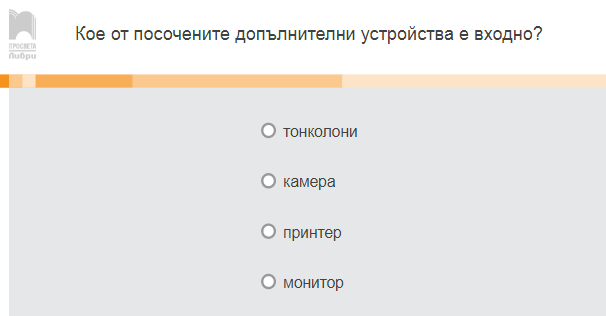 ПРОСВЕТА
Либри
Кое от посочените допълнителни устройства е входно?
тонколони
камера
принтер
монитор